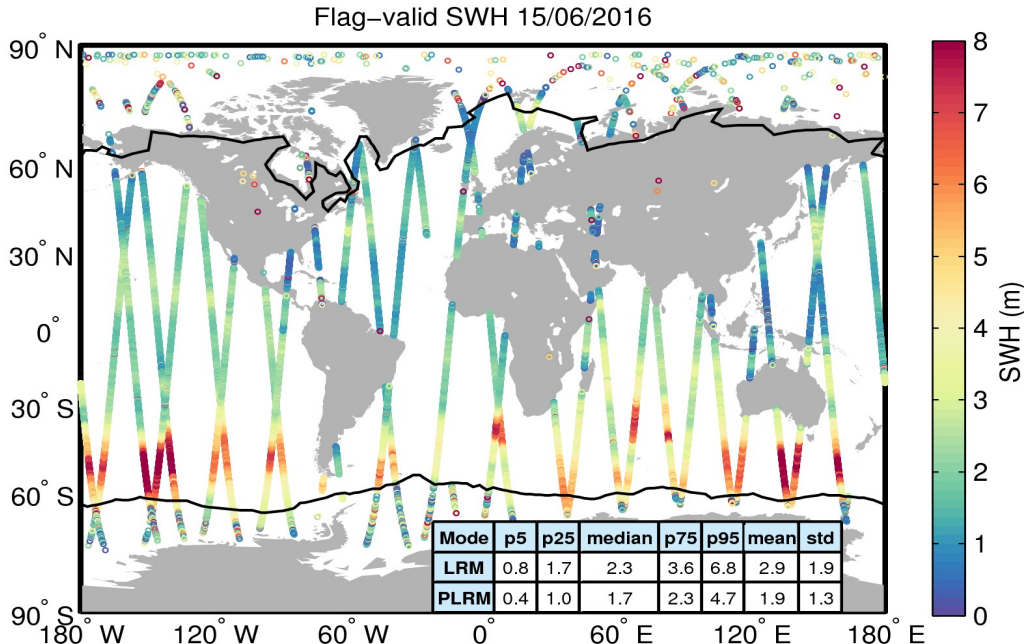 Flag−valid SWH 15/06/2016
90° N
60° N
30° N
0°
30° S
60° S
90° S
180° W 120° W 60° W 0° 60° E 120° E 180° E
8
7
6
5
4
3
2
1
0
SWH (m)
Mode p5 p25 median p75 p95 mean std
LRM 0.8 1.7 2.3 3.6 6.8 2.9 1.9
PLRM 0.4 1.0 1.7 2.3 4.7 1.9 1.3